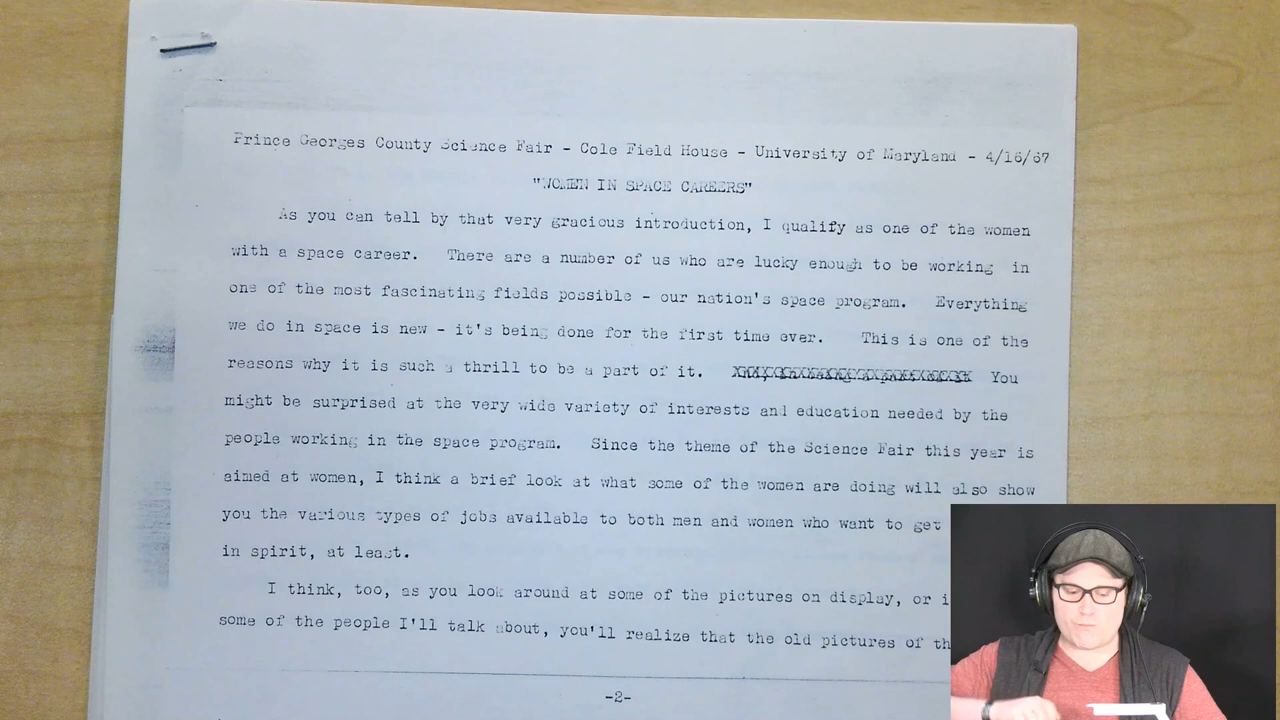 Prince Georges County Science Fair - Cole Field House - University of Maryland - 4/16/67
"WOMEN IN SPACE CAREERS"
As you can tell by that very gracious introduction, I qualify as one of the women
with a space career. There are a number of us who are lucky enough to be working in
one of the most fascinating fields possible - our nation's space program. Everything
we do in space is new - it's being done for the first time ever. This is one of the
reasons why it is such a thrill to be a part of it. You
might be surprised at the very wide variety of interests and education needed by the
people working in the space program. Since the theme of the Science Fair this year is
aimed at women, I think a brief look at what some of the women are doing will also show
you the various types of jobs available to both men and women who want to get
in spirit, at least.
I think, too, as you look around at some of the pictures on display, or
some of the people I'll talk about, you'll realize that the old pictures of
-2-